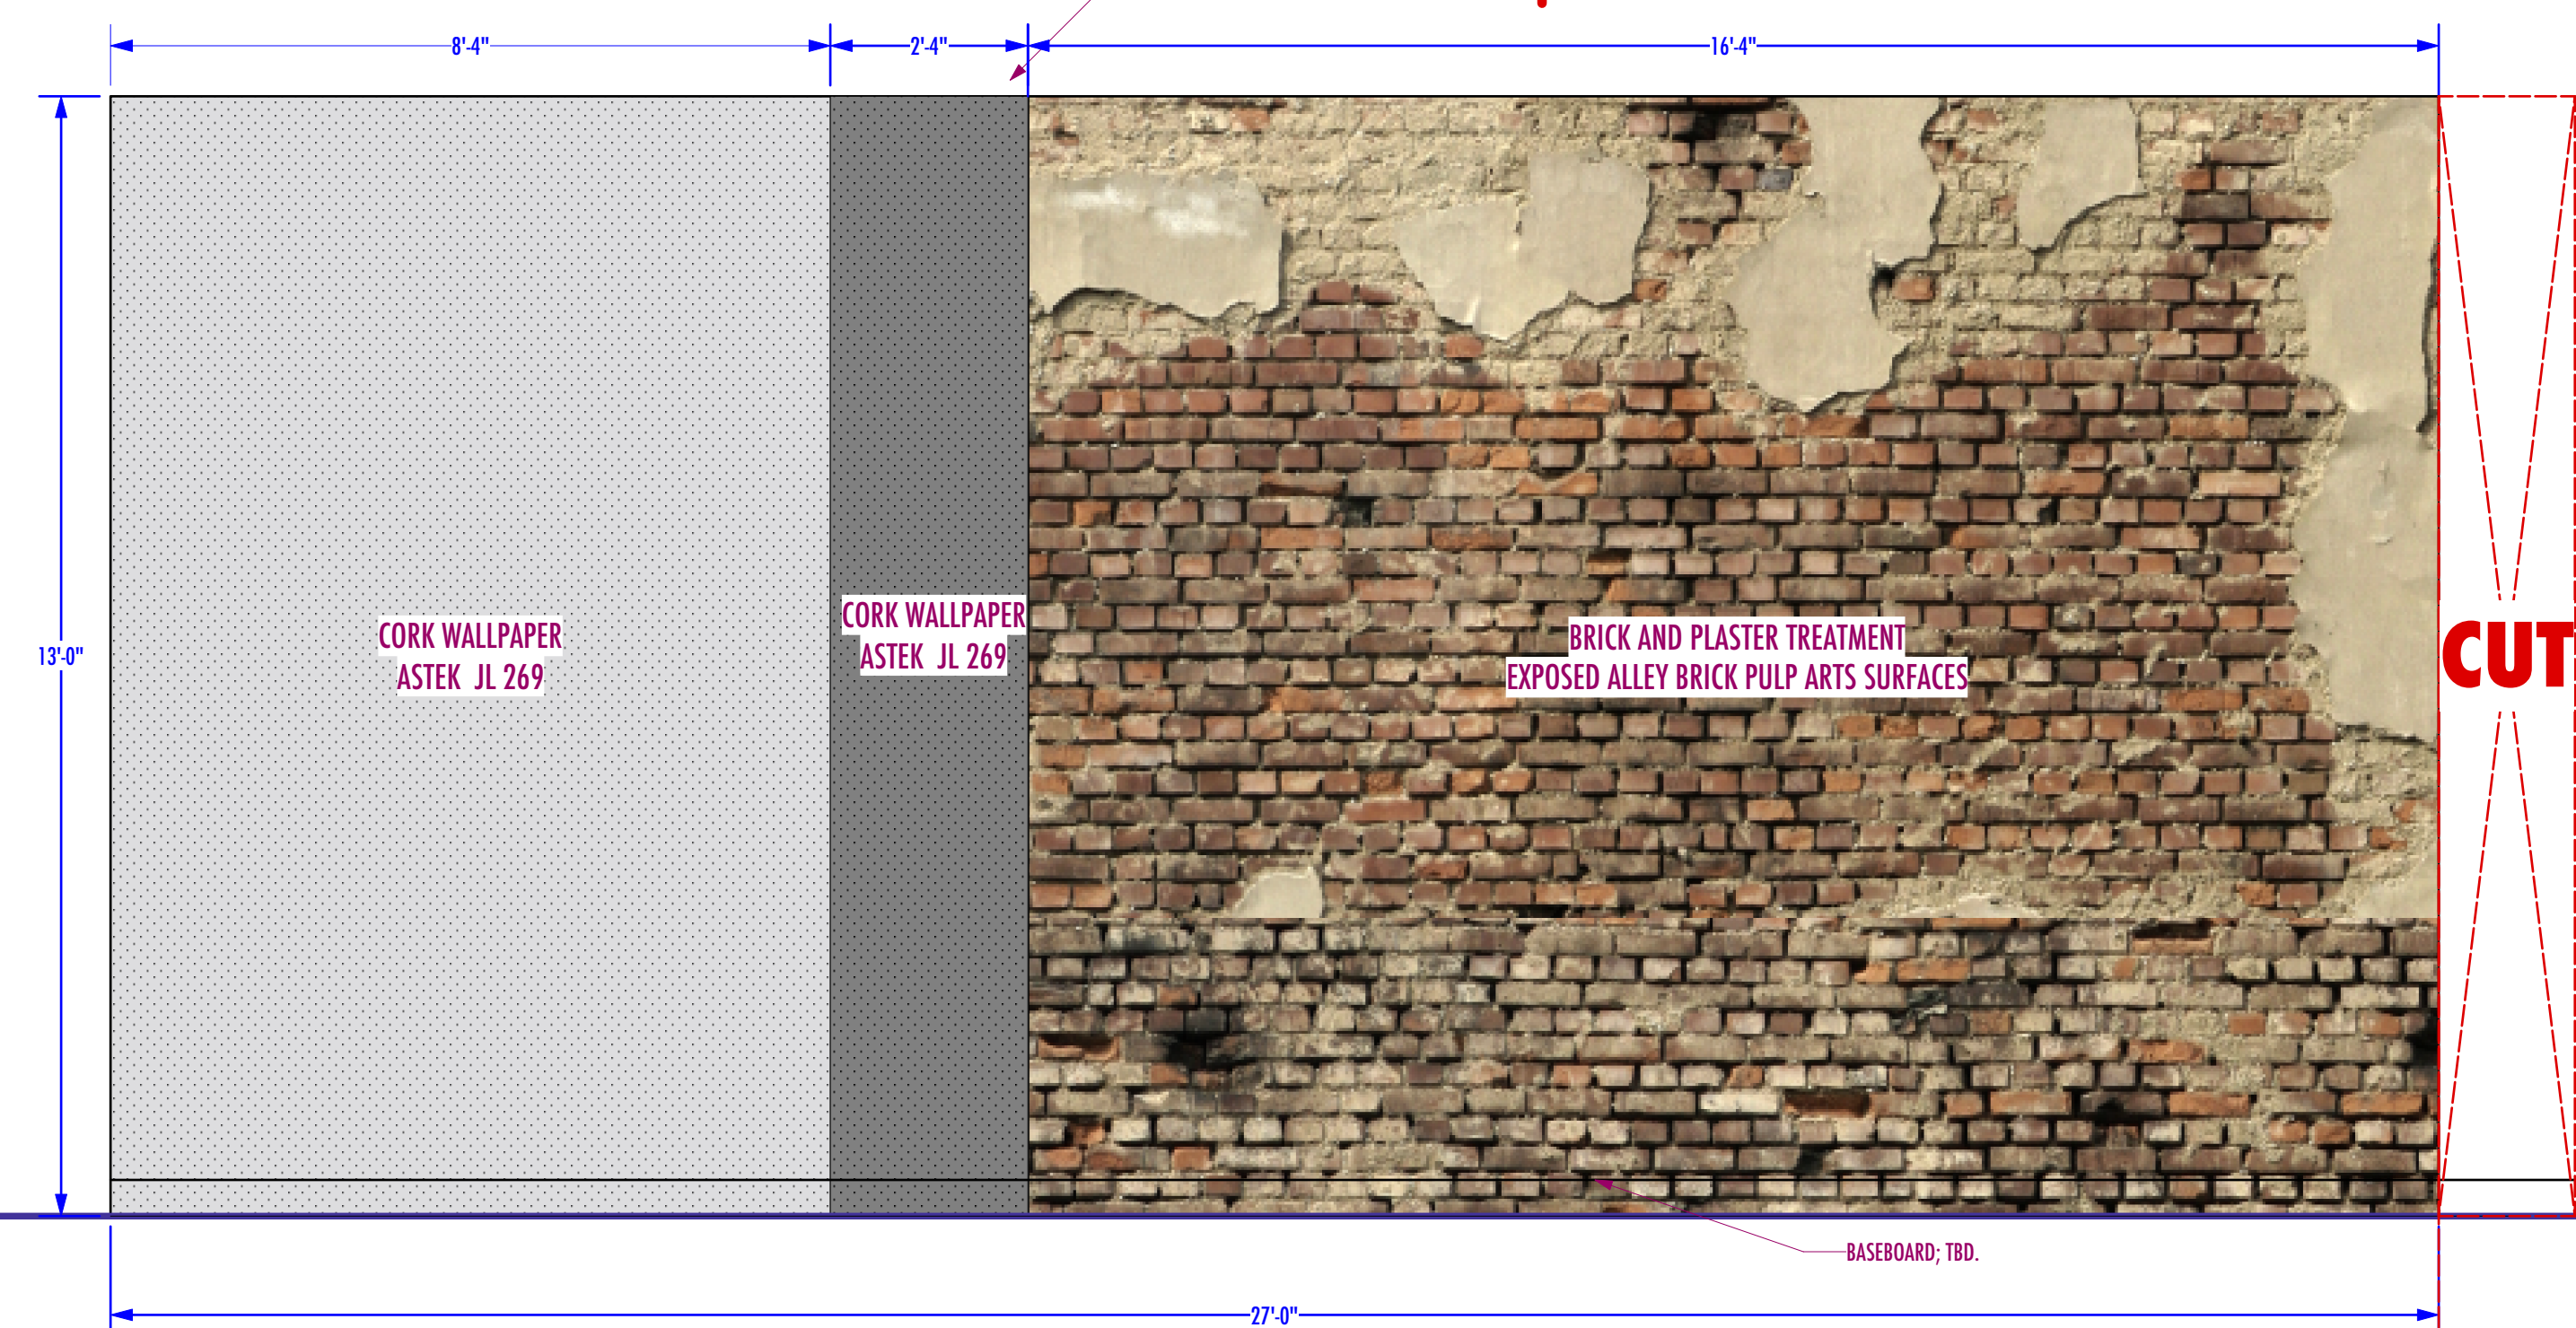 8'-4"
2'-4"
16'-4"
13'-0"
CORK WALLPAPER
ASTEK JL 269
CORK WALLPAPER
ASTEK JL 269
BRICK AND PLASTER TREATMENT
EXPOSED ALLEY BRICK PULP ARTS SURFACES
CUT
BASEBOARD; TBD.
27'-0"